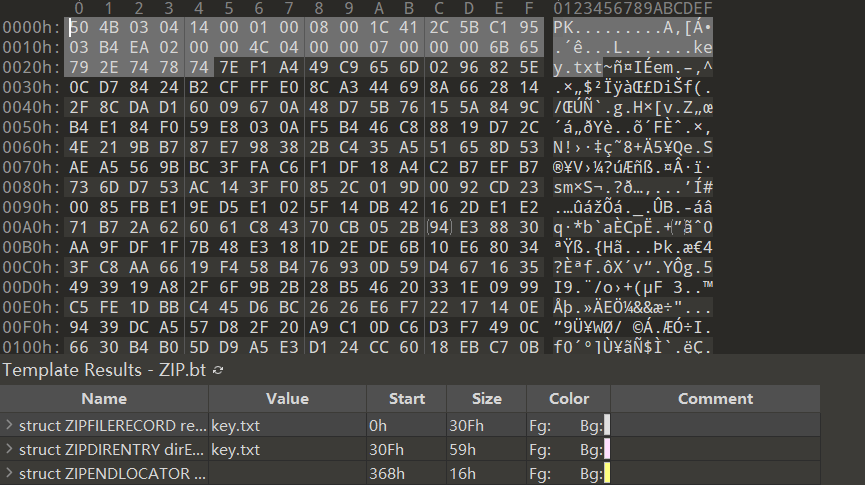 0 1 2 3 4 5 6 7 8 9 A B C D E F 0123456789ABCDEF
0000h: 50 4B 03 04 14 00 01 00 08 00 1C 41 2C 5B C1 95 PK.........A,[Á•
0010h: 03 B4 EA 02 00 00 4C 04 00 00 07 00 00 00 6B 65 .´ê...L.......ke
0020h: 79 2E 74 78 74 7E F1 A4 49 C9 65 6D 02 96 82 5E y.txt~ñ¤IÉem.–‚^
0030h: 0C D7 84 24 B2 CF FF E0 8C A3 44 69 8A 66 28 14 .ׄ$²ÏÿàŒ£DiŠf(.
0040h: 2F 8C DA D1 60 09 67 0A 48 D7 5B 76 15 5A 84 9C /ŒÚÑ`.g.H×[v.Z„œ
0050h: B4 E1 84 F0 59 E8 03 0A F5 B4 46 C8 88 19 D7 2C ´á„ðYè..õ´FÈˆ.×,
0060h: 4E 21 9B B7 87 E7 98 38 2B C4 35 A5 51 65 8D 53 N!›·‡ç˜8+Ä5¥Qe.S
0070h: AE A5 56 9B BC 3F FA C6 F1 DF 18 A4 C2 B7 EF B7 ®¥V›¼?úÆñß.¤Â·ï·
0080h: 73 6D D7 53 AC 14 3F F0 85 2C 01 9D 00 92 CD 23 sm×S¬.?ð…,...’Í#
0090h: 00 85 FB E1 9E D5 E1 02 5F 14 DB 42 16 2D E1 E2 .…ûážÕá._.ÛB.-áâ
00A0h: 71 B7 2A 62 60 61 C8 43 70 CB 05 2B 94 E3 88 30 q·*b`aÈCpË.+”ãˆ0
00B0h: AA 9F DF 1F 7B 48 E3 18 1D 2E DE 6B 10 E6 80 34 ªŸß.{Hã...Þk.æ€4
00C0h: 3F C8 AA 66 19 F4 58 B4 76 93 0D 59 D4 67 16 35 ?Èªf.ôX´v“.YÔg.5
00D0h: 49 39 19 A8 2F 6F 9B 2B 28 B5 46 20 33 1E 09 99 I9.¨/o›+(µF 3..™
00E0h: C5 FE 1D BB C4 45 D6 BC 26 26 E6 F7 22 17 14 0E Åþ.»ÄEÖ¼&&æ÷"...
00F0h: 94 39 DC A5 57 D8 2F 20 A9 C1 0D C6 D3 F7 49 0C ”9Ü¥WØ/ ©Á.ÆÓ÷I.
0100h: 66 30 B4 B0 5D D9 A5 E3 D1 24 CC 60 18 EB C7 0B f0´°]Ù¥ãÑ$Ì`.ëÇ.
Template Results - ZIP.bt
Name Value Start Size Color Comment
struct ZIPFILERECORD re... key.txt 0h 30Fh Fg: Bg:
struct ZIPDIRENTRY dirE... key.txt 30Fh 59h Fg: Bg:
struct ZIPENDLOCATOR ... 368h 16h Fg: Bg: